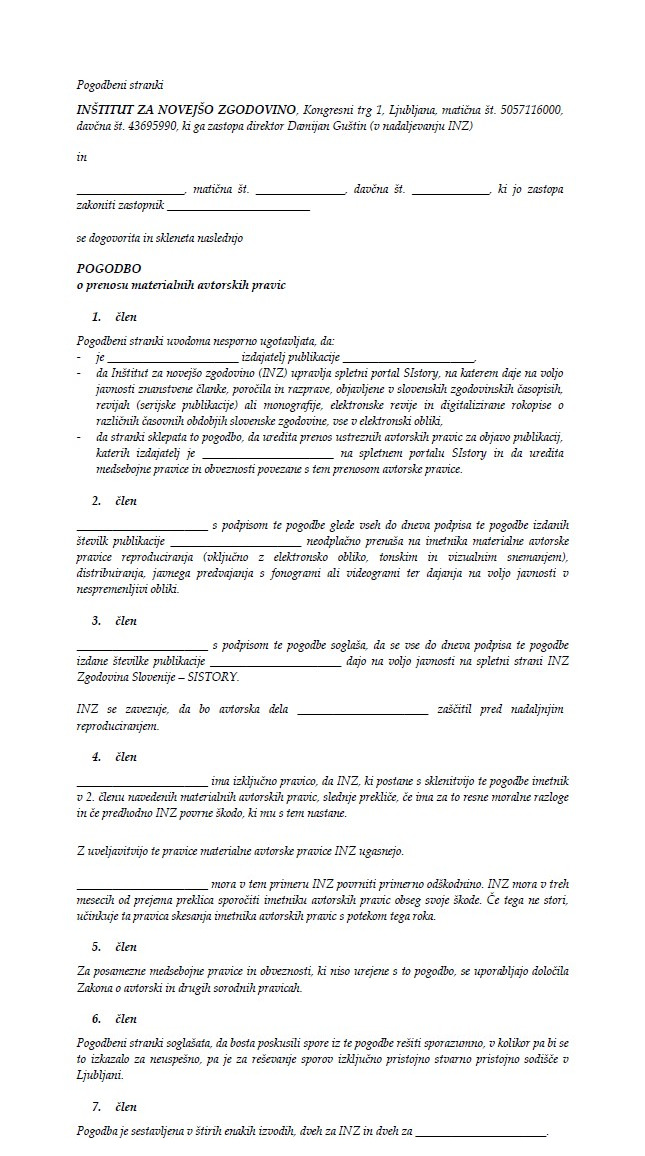 Pogodbeni stranki
INŠTITUT ZA NOVEJŠO ZGODOVINO, Kongresni trg 1, Ljubljana, matična št. 5057116000,
davčna št. 43695990, ki ga zastopa direktor Damijan Guštin (v nadaljevanju INZ)
in
__________________, matična št. _______________, davčna št. _____________, ki jo zastopa
zakoniti zastopnik ________________________
se dogovorita in skleneta naslednjo
POGODBO
o prenosu materialnih avtorskih pravic
1. člen
Pogodbeni stranki uvodoma nesporno ugotavljata, da:
- je ______________________ izdajatelj publikacije ______________________,
- da Inštitut za novejšo zgodovino (INZ) upravlja spletni portal SIstory, na katerem daje na voljo
javnosti znanstvene članke, poročila in razprave, objavljene v slovenskih zgodovinskih časopisih,
revijah (serijske publikacije) ali monografije, elektronske revije in digitalizirane rokopise o
različnih časovnih obdobjih slovenske zgodovine, vse v elektronski obliki,
- da stranki sklepata to pogodbo, da uredita prenos ustreznih avtorskih pravic za objavo publikacij,
katerih izdajatelj je ______________________ na spletnem portalu SIstory in da uredita
medsebojne pravice in obveznosti povezane s tem prenosom avtorske pravice.
2. člen
______________________ s podpisom te pogodbe glede vseh do dneva podpisa te pogodbe izdanih
številk publikacije ______________________ neodplačno prenaša na imetnika materialne avtorske
pravice reproduciranja (vključno z elektronsko obliko, tonskim in vizualnim snemanjem),
distribuiranja, javnega predvajanja s fonogrami ali videogrami ter dajanja na voljo javnosti v
nespremenljivi obliki.
3. člen
______________________ s podpisom te pogodbe soglaša, da se vse do dneva podpisa te pogodbe
izdane številke publikacije ______________________ dajo na voljo javnosti na spletni strani INZ
Zgodovina Slovenije – SISTORY.
INZ se zavezuje, da bo avtorska dela ______________________ zaščitil pred nadaljnjim
reproduciranjem.
4. člen
______________________ ima izključno pravico, da INZ, ki postane s sklenitvijo te pogodbe imetnik
v 2. členu navedenih materialnih avtorskih pravic, slednje prekliče, če ima za to resne moralne razloge
in če predhodno INZ povrne škodo, ki mu s tem nastane.
Z uveljavitvijo te pravice materialne avtorske pravice INZ ugasnejo.
______________________ mora v tem primeru INZ povrniti primerno odškodnino. INZ mora v treh
mesecih od prejema preklica sporočiti imetniku avtorskih pravic obseg svoje škode. Če tega ne stori,
učinkuje ta pravica skesanja imetnika avtorskih pravic s potekom tega roka.
5. člen
Za posamezne medsebojne pravice in obveznosti, ki niso urejene s to pogodbo, se uporabljajo določila
Zakona o avtorski in drugih sorodnih pravicah.
6. člen
Pogodbeni stranki soglašata, da bosta poskusili spore iz te pogodbe rešiti sporazumno, v kolikor pa bi se
to izkazalo za neuspešno, pa je za reševanje sporov izključno pristojno stvarno pristojno sodišče v
Ljubljani.
7. člen
Pogodba je sestavljena v štirih enakih izvodih, dveh za INZ in dveh za ______________________.